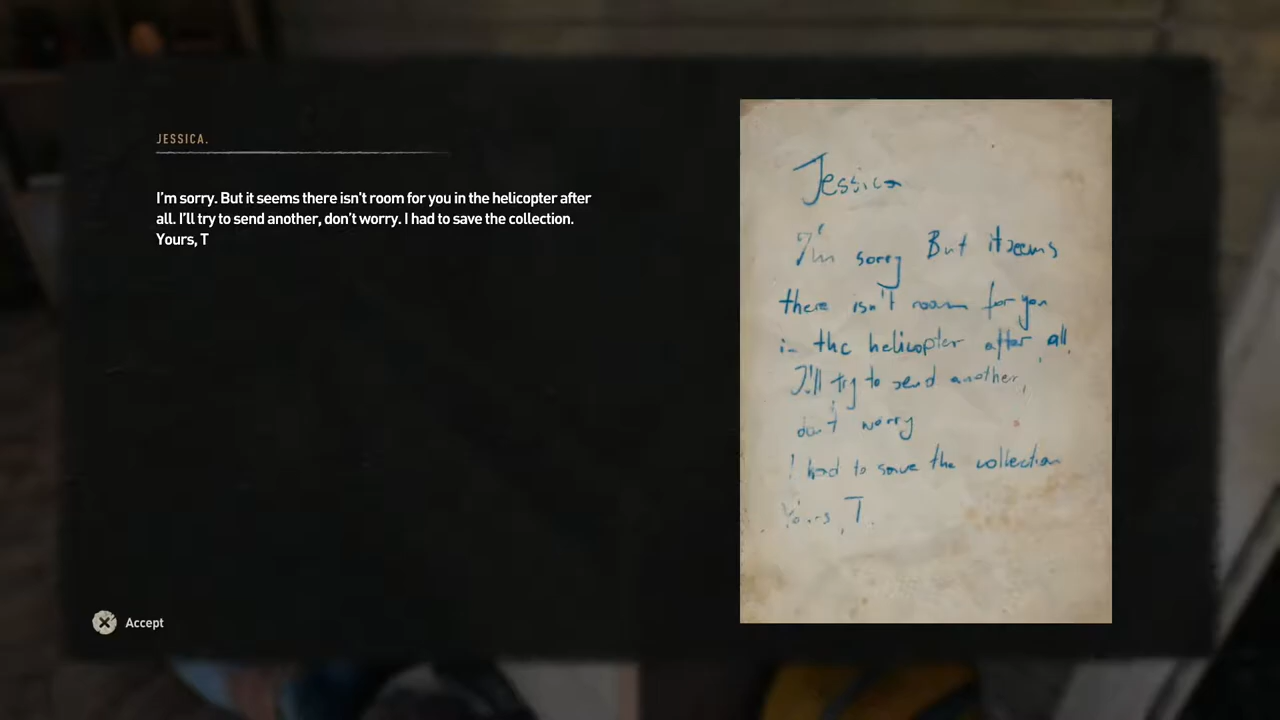 JESSICA.
I'm sorry. But it seems there isn't room for you in the helicopter after
all. I'll try to send another, don't worry. I had to save the collection.
Yours, T
Jessica
I'm sorry But it seems
there isn't room for you
in the helicopter after all.
I'll try to send another,
don't worry
I had to save the collection
Yours, T.
Accept